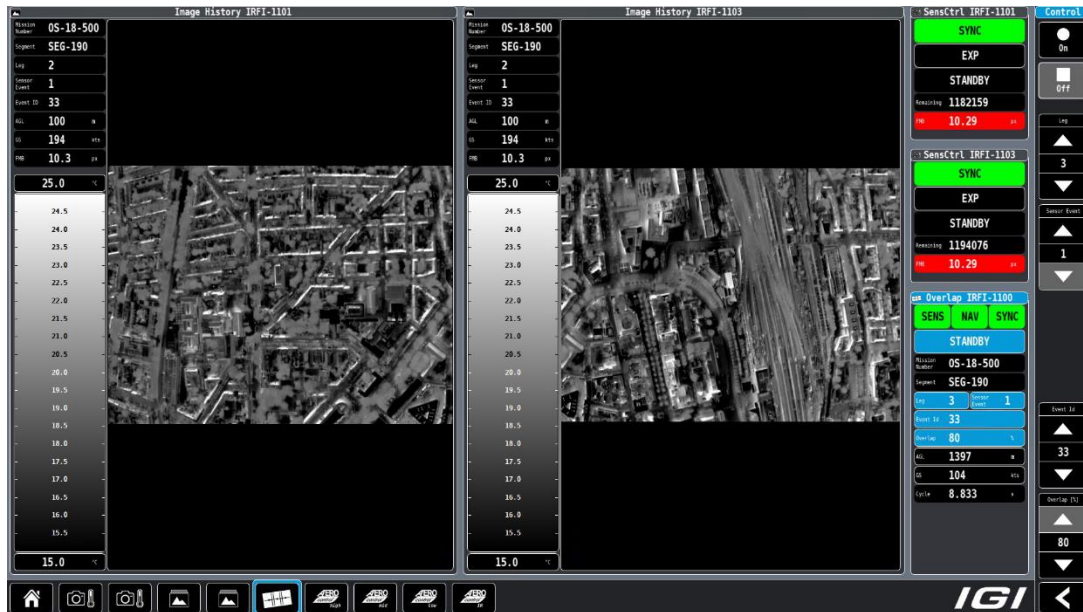 Image History IRFI-1101
Mission Number OS-18-500
Segment SEG-190
Leg 2
Sensor Event 1
Event ID 33
AGL 100 m
GS 194 kts
FMB 10.3 px
25.0 °C
24.5
24.0
23.5
23.0
22.5
22.0
21.5
21.0
20.5
20.0
19.5
19.0
18.5
18.0
17.5
17.0
16.5
16.0
15.5
15.0 °C
Image History IRFI-1103
Mission Number OS-18-500
Segment SEG-190
Leg 2
Sensor Event 1
Event ID 33
AGL 100 m
GS 194 kts
FMB 10.3 px
25.0 °C
24.5
24.0
23.5
23.0
22.5
22.0
21.5
21.0
20.5
20.0
19.5
19.0
18.5
18.0
17.5
17.0
16.5
16.0
15.5
15.0 °C
SensCtrl IRFI-1101
SYNC
EXP
STANDBY
Remaining 1182159
FMB 10.29 px
SensCtrl IRFI-1103
SYNC
EXP
STANDBY
Remaining 1194076
FMB 10.29 px
Overlap IRFI-1100
SENS NAV SYNC
STANDBY
Mission Number OS-18-500
Segment SEG-190
Leg 3 Sensor Event 1
Event Id 33
Overlap 80 %
AGL 1397 m
GS 104 kts
Cycle 8.833 s
Control
On
Off
Leg
3
Sensor Event
1
Event Id
33
Overlap [%]
80
AERO high
AERO mid
AERO low
AERO IR
IGI